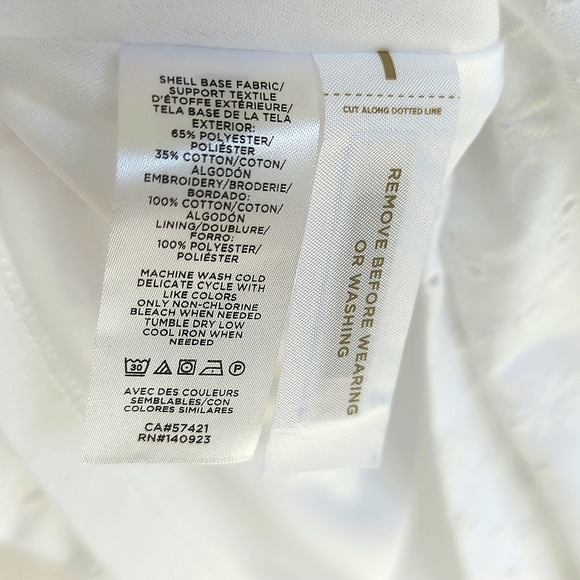 SHELL BASE FABRIC/
SUPPORT TEXTILE
D'ÉTOFFE EXTÉRIEURE/
TELA BASE DE LA TELA
EXTERIOR:
65% POLYESTER/
POLIÉSTER
35% COTTON/COTON/
ALGODÓN
EMBROIDERY/BRODERIE/
BORDADO:
100% COTTON/COTON/
ALGODÓN
LINING/DOUBLURE/
FORRO:
100% POLYESTER/
POLIÉSTER
MACHINE WASH COLD
DELICATE CYCLE WITH
LIKE COLORS
ONLY NON-CHLORINE
BLEACH WHEN NEEDED
TUMBLE DRY LOW
COOL IRON WHEN
NEEDED
30 P
AVEC DES COULEURS
SEMBLABLES/CON
COLORES SIMILARES
CA#57421
RN#140923
CUT ALONG DOTTED LINE
REMOVE BEFORE WEARING
OR WASHING